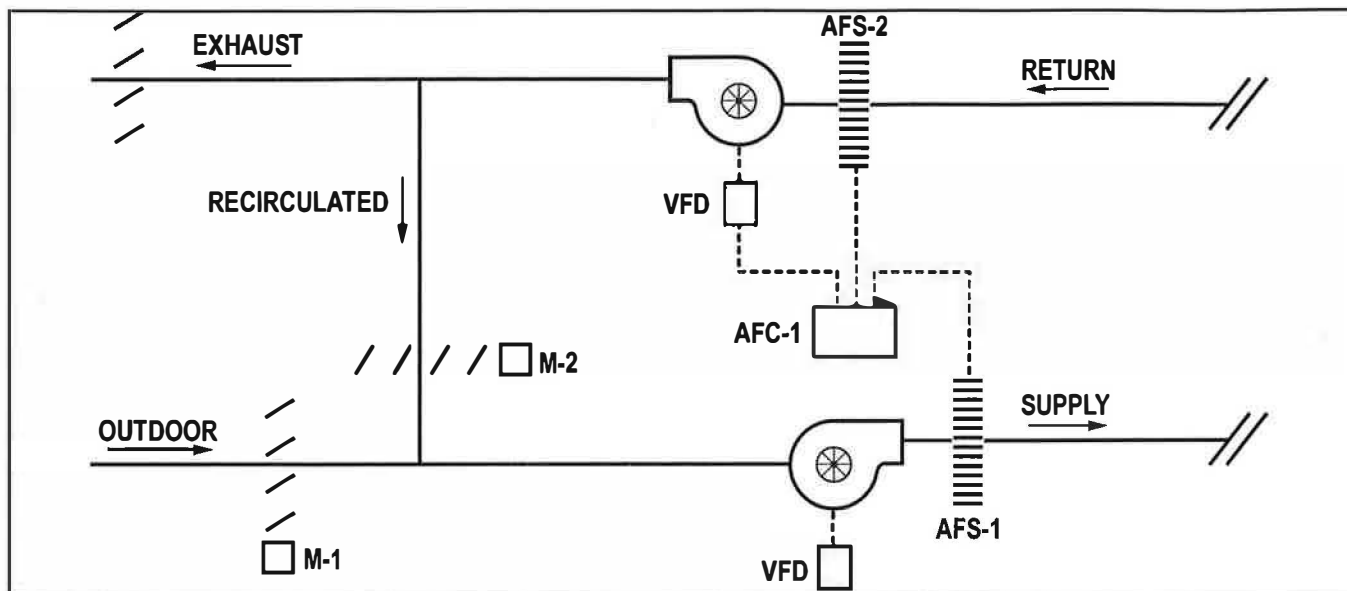 AFS-2
EXHAUST
RETURN
RECIRCULATED
VFD
AFC-1
M-2
OUTDOOR
SUPPLY
AFS-1
M-1
VFD